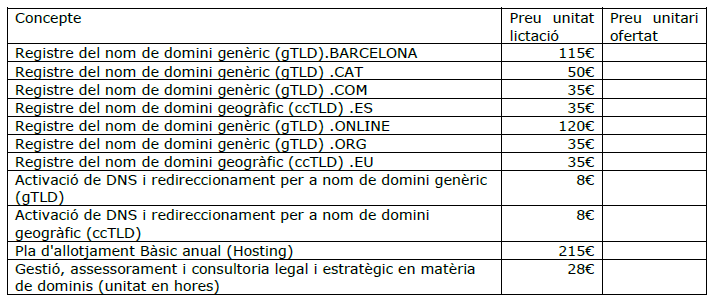 Concepte Preu unitat Preu unitari
lictació ofertat
Registre del nom de domini genèric (gTLD).BARCELONA 115€
Registre del nom de domini genèric (gTLD) .CAT 50€
Registre del nom de domini genèric (gTLD) .COM 35€
Registre del nom de domini geogràfic (ccTLD) .ES 35€
Registre del nom de domini genèric (gTLD) .ONLINE 120€
Registre del nom de domini genèric (gTLD) .ORG 35€
Registre del nom de domini geogràfic (ccTLD) .EU 35€
Activació de DNS i redireccionament per a nom de domini genèric 8€
(gTLD)
Activació de DNS i redireccionament per a nom de domini 8€
geogràfic (ccTLD)
Pla d'allotjament Bàsic anual (Hosting) 215€
Gestió, assessorament i consultoria legal i estratègic en matèria 28€
de dominis (unitat en hores)